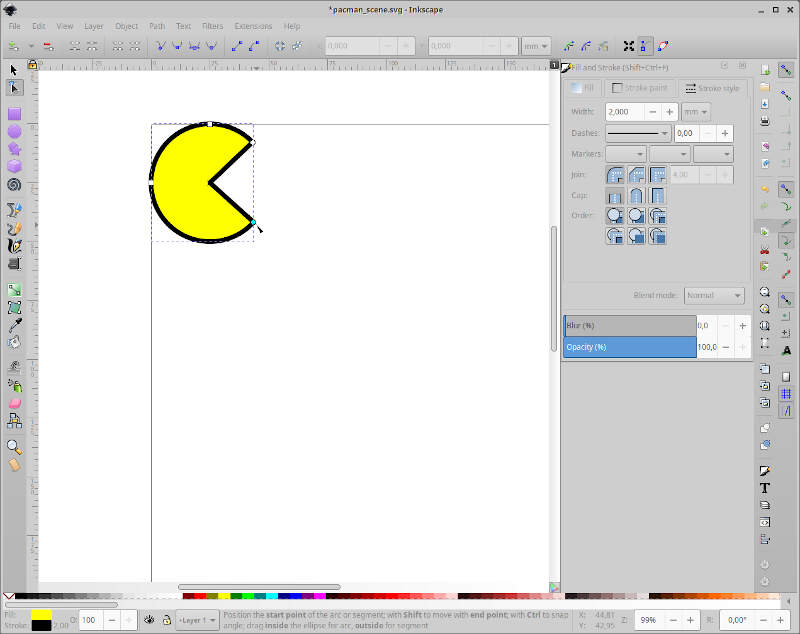 *pacman_scene.svg - Inkscape
File Edit View Layer Object Path Text Filters Extensions Help
X: 0,000 Y: 0,000 mm
Fill and Stroke (Shift+Ctrl+F)
Fill Stroke paint Stroke style
Width: 2,000 mm
Dashes: 0,00
Markers:
Join: 4,00
Cap:
Order:
Blend mode: Normal
Blur (%) 0,0
Opacity (%) 100,0
Fill:
Stroke: 2,00
O: 100
Layer 1
Position the start point of the arc or segment; with Shift to move with end point; with Ctrl to snap
angle; drag inside the ellipse for arc, outside for segment
X: 44,81
Y: 42,95
Z: 99%
R: 0,00°